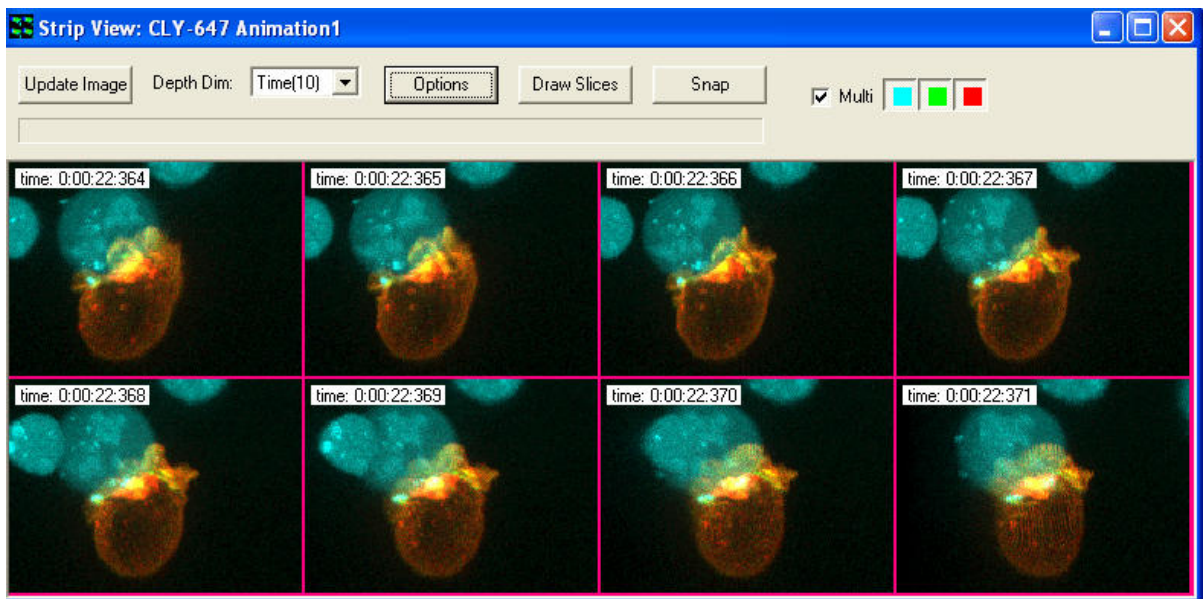 Strip View: CLY-647 Animation1
Update Image Depth Dim: Time(10) Options Draw Slices Snap Multi
time: 0:00:22:364 time: 0:00:22:365 time: 0:00:22:366 time: 0:00:22:367
time: 0:00:22:368 time: 0:00:22:369 time: 0:00:22:370 time: 0:00:22:371